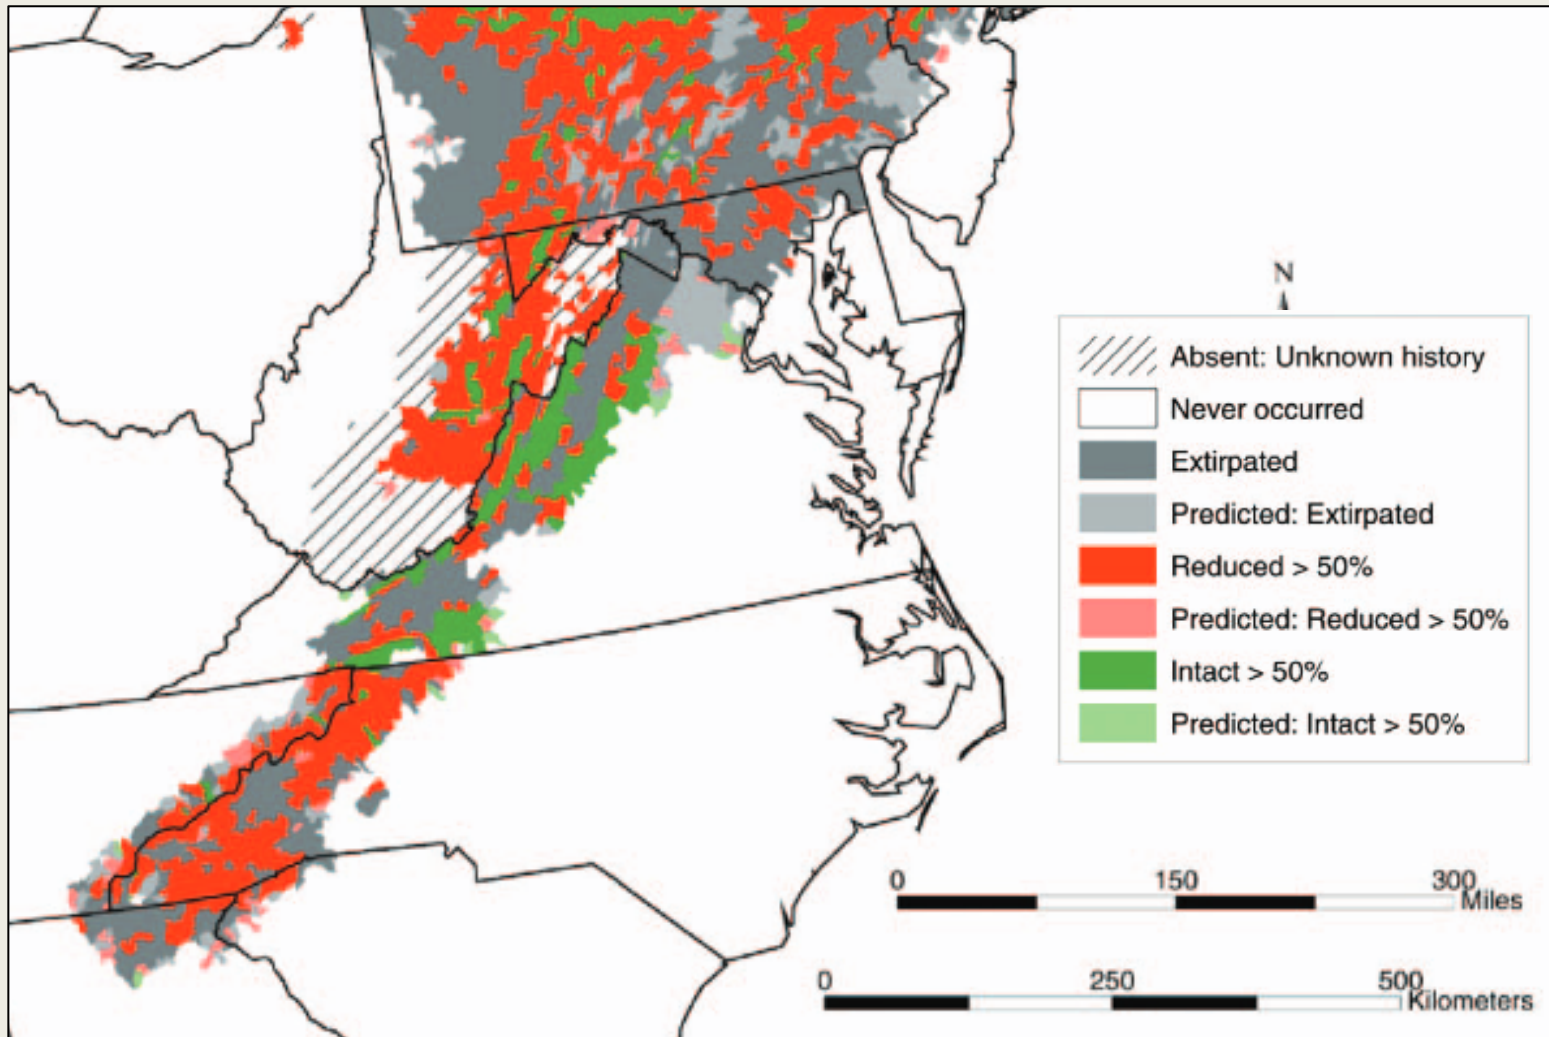 N
Absent: Unknown history
Never occurred
Extirpated
Predicted: Extirpated
Reduced > 50%
Predicted: Reduced > 50%
Intact > 50%
Predicted: Intact > 50%
0 150 300
Miles
0 250 500
Kilometers